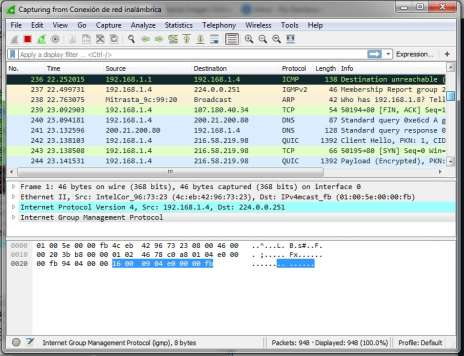 Capturing from Conexión de red inalámbrica
File Edit View Go Capture Analyze Statistics Telephony Wireless Tools Help
Apply a display filter ... <Ctrl-/> Expression... +
No. Time Source Destination Protocol Length Info
236 22.252015 192.168.1.1 192.168.1.4 ICMP 138 Destination unreachable (
237 22.499731 192.168.1.4 224.0.0.251 IGMPv2 46 Membership Report group 2
238 22.763075 Mitrasta_9c:99:20 Broadcast ARP 42 Who has 192.168.1.8? Tell
239 23.092903 192.168.1.4 107.180.40.34 TCP 54 50194→80 [FIN, ACK] Seq=1
240 23.094181 192.168.1.4 200.21.200.80 DNS 87 Standard query 0xe6cd A g
241 23.132596 200.21.200.80 192.168.1.4 DNS 328 Standard query response 0
242 23.138144 192.168.1.4 216.58.219.98 QUIC 1392 Client Hello, PKN: 1, CID
243 23.138508 192.168.1.4 216.58.219.98 TCP 66 50195→80 [SYN] Seq=0 Win=
244 23.141531 192.168.1.4 216.58.219.98 QUIC 1392 Payload (Encrypted), PKN:
Frame 1: 46 bytes on wire (368 bits), 46 bytes captured (368 bits) on interface 0
Ethernet II, Src: IntelCor_96:73:23 (4c:eb:42:96:73:23), Dst: IPv4mcast_fb (01:00:5e:00:00:fb)
Internet Protocol Version 4, Src: 192.168.1.4, Dst: 224.0.0.251
Internet Group Management Protocol
0000 01 00 5e 00 00 fb 4c eb 42 96 73 23 08 00 46 00 ..^...L. B.s#..F.
0010 00 20 3b b8 00 00 01 02 46 78 c0 a8 01 04 e0 00 . ;..... Fx......
0020 00 fb 94 04 00 00 16 00 09 04 e0 00 00 fb ........ ......
Internet Group Management Protocol (igmp), 8 bytes Packets: 948 · Displayed: 948 (100.0%) Profile: Default